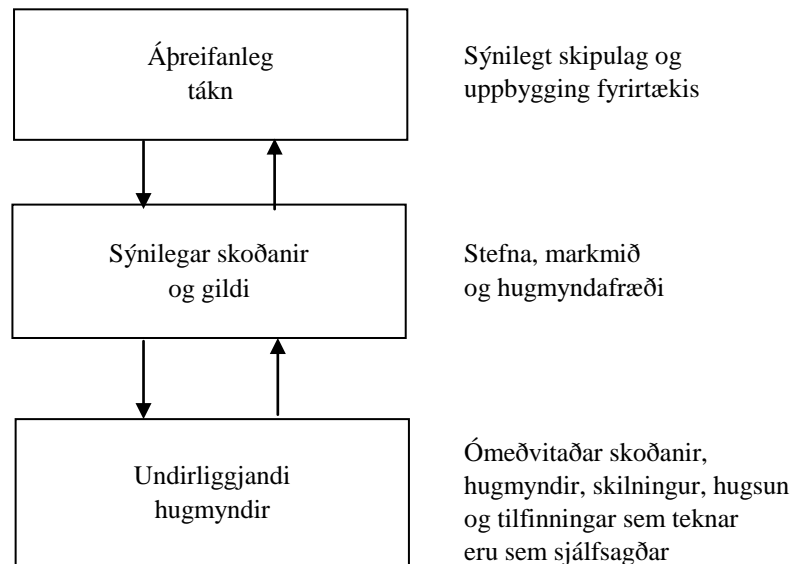 Áþreifanleg
tákn
Sýnilegt skipulag og
uppbygging fyrirtækis
Sýnilegar skoðanir
og gildi
Stefna, markmið
og hugmyndafræði
Undirliggjandi
hugmyndir
Ómeðvitaðar skoðanir,
hugmyndir, skilningur, hugsun
og tilfinningar sem teknar
eru sem sjálfsagðar